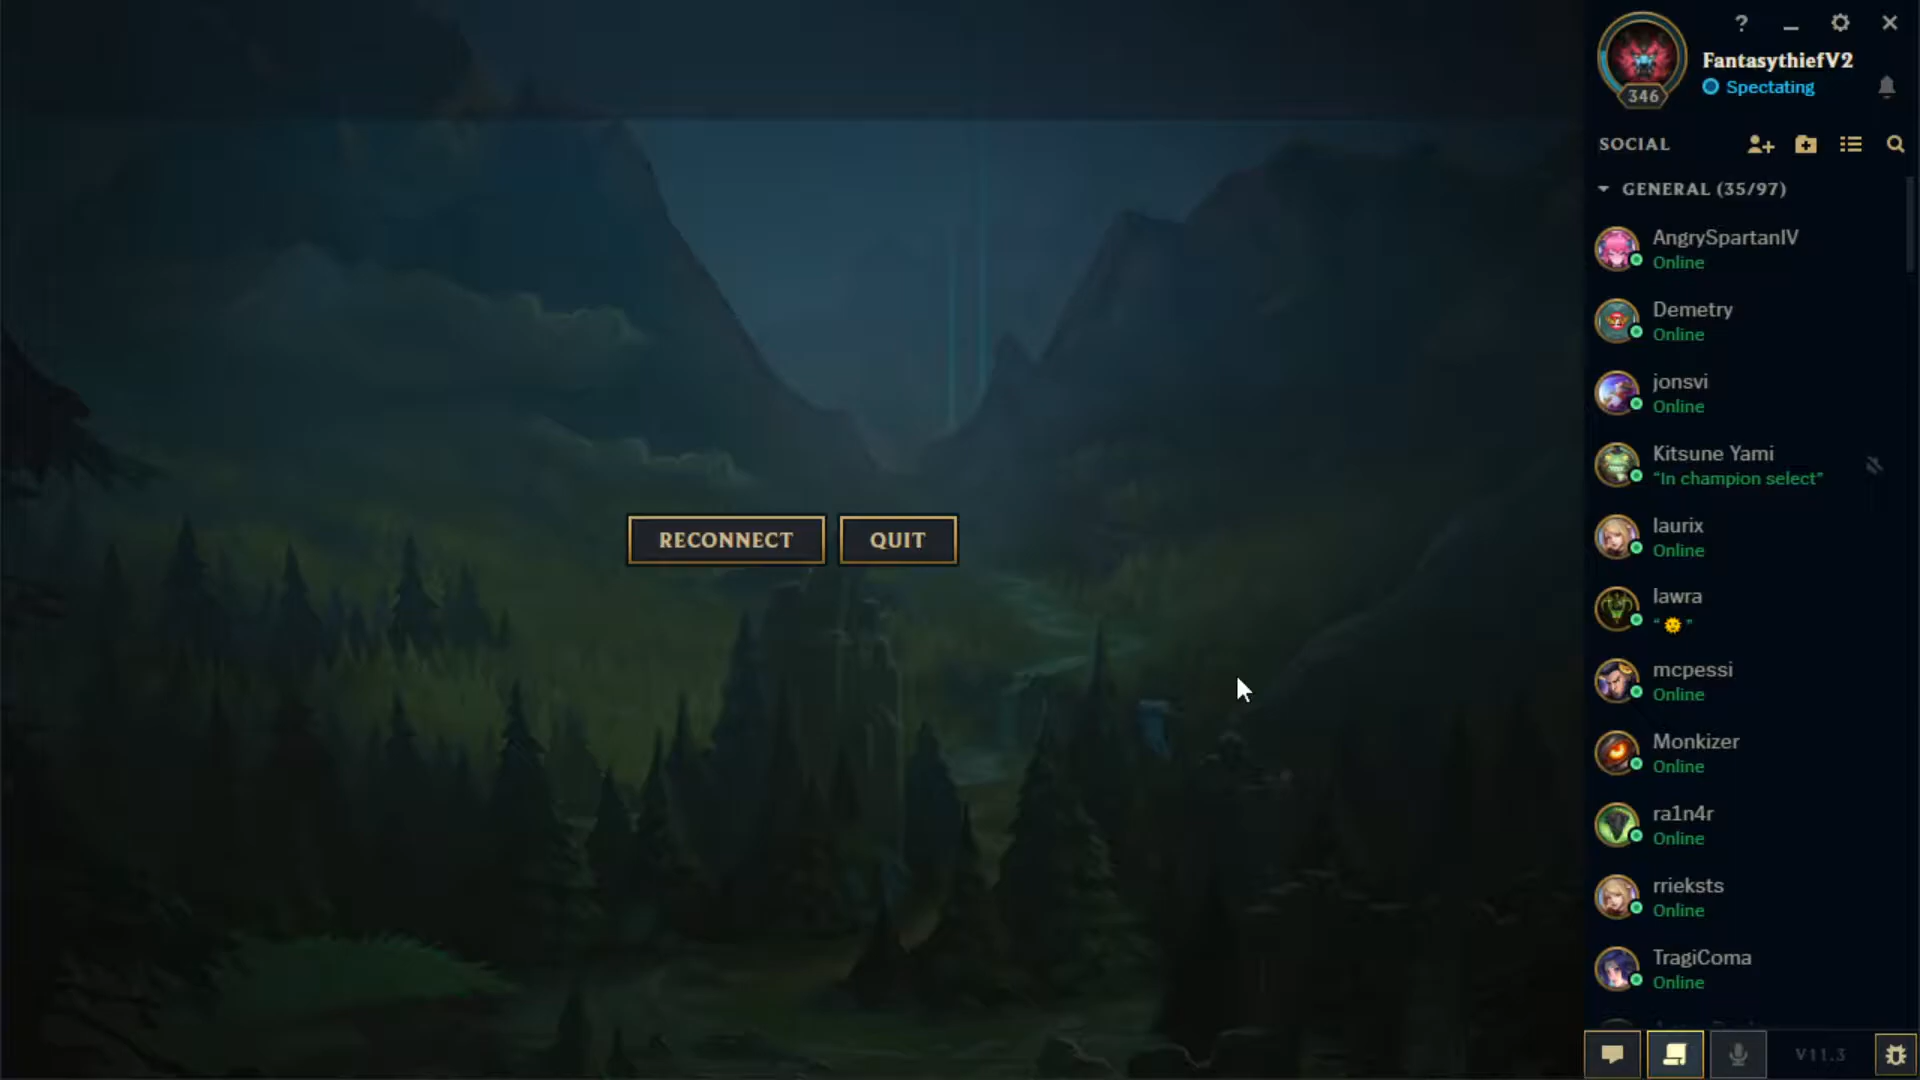 ?
FantasythiefV2
Spectating
346
SOCIAL
GENERAL (35/97)
AngrySpartanIV
Online
Demetry
Online
jonsvi
Online
Kitsune Yami
“In champion select”
laurix
Online
RECONNECT
QUIT
lawra
“🌞”
mcpessi
Online
Monkizer
Online
ra1n4r
Online
rrieksts
Online
TragiComa
Online
V11.3